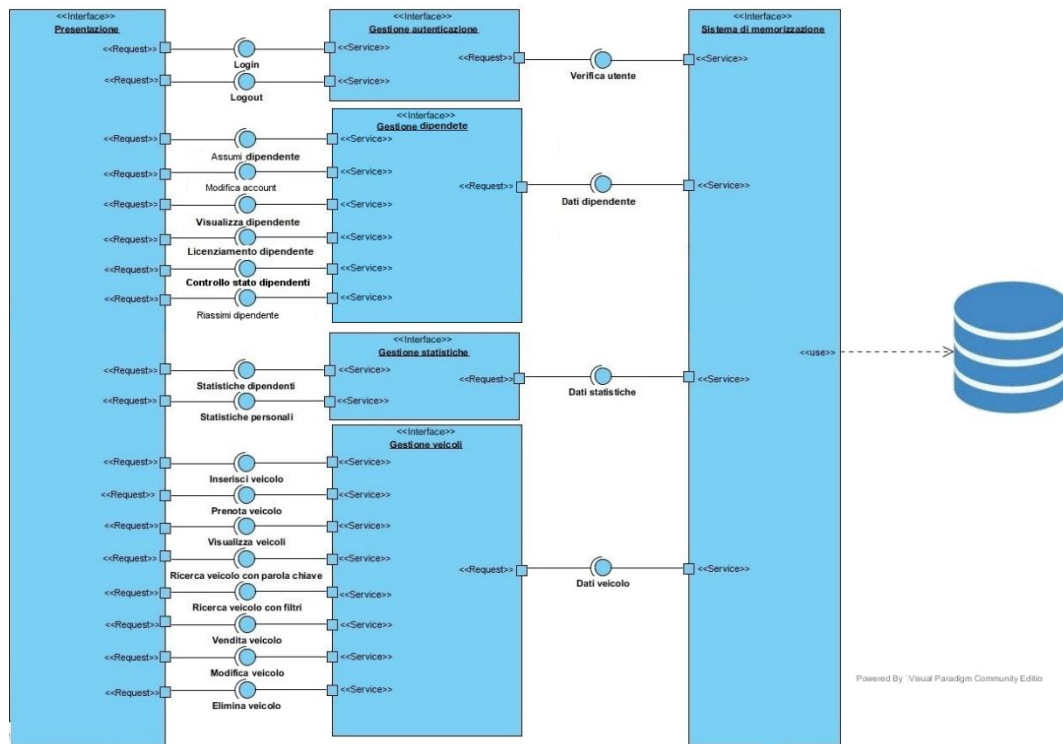 <<Interface>>
Presentazione
<<Interface>>
Gestione autenticazione
<<Interface>>
Sistema di memorizzazione
<<Request>>
Login
<<Service>>
<<Request>>
Verifica utente
<<Service>>
<<Request>>
Logout
<<Service>>
<<Interface>>
Gestione dipendete
<<Request>>
Assumi dipendente
<<Service>>
<<Request>>
Modifica account
<<Service>>
<<Request>>
Dati dipendente
<<Service>>
<<Request>>
Visualizza dipendente
<<Service>>
<<Request>>
Licenziamento dipendente
<<Service>>
<<Request>>
Controllo stato dipendenti
<<Service>>
<<Request>>
Riassimi dipendente
<<Service>>
<<Interface>>
Gestione statistiche
<<use>>
<<Request>>
Statistiche dipendenti
<<Service>>
<<Request>>
Dati statistiche
<<Service>>
<<Request>>
Statistiche personali
<<Service>>
<<Interface>>
Gestione veicoli
<<Request>>
Inserisci veicolo
<<Service>>
<<Request>>
Prenota veicolo
<<Service>>
<<Request>>
Visualizza veicoli
<<Service>>
<<Request>>
Ricerca veicolo con parola chiave
<<Service>>
<<Request>>
Dati veicolo
<<Service>>
<<Request>>
Ricerca veicolo con filtri
<<Service>>
<<Request>>
Vendita veicolo
<<Service>>
<<Request>>
Modifica veicolo
<<Service>>
<<Request>>
Elimina veicolo
<<Service>>
Powered By Visual Paradigm Community Editio